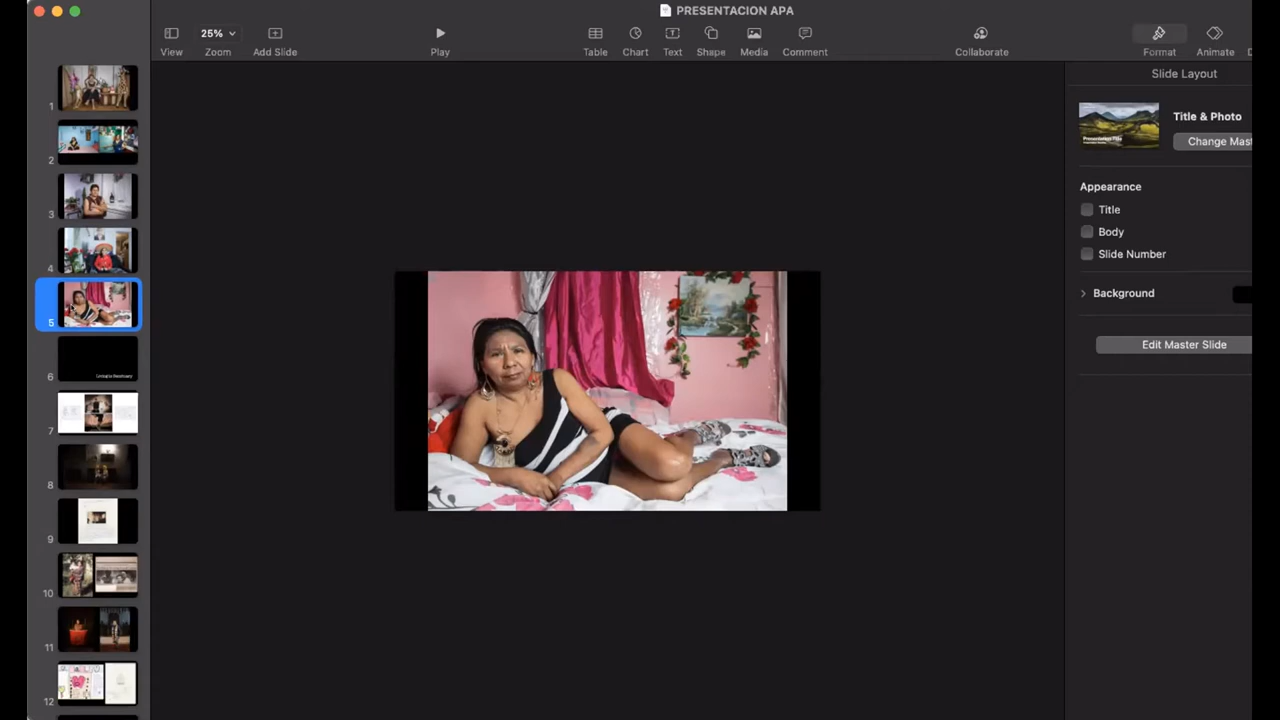 PRESENTACION APA
25%
View
Zoom
Add Slide
Play
Table
Chart
Text
Shape
Media
Comment
Collaborate
Format
Animate
Slide Layout
Title & Photo
Change Mast
Appearance
Title
Body
Slide Number
Background
Edit Master Slide
1
2
3
4
5
6
7
8
9
10
11
12